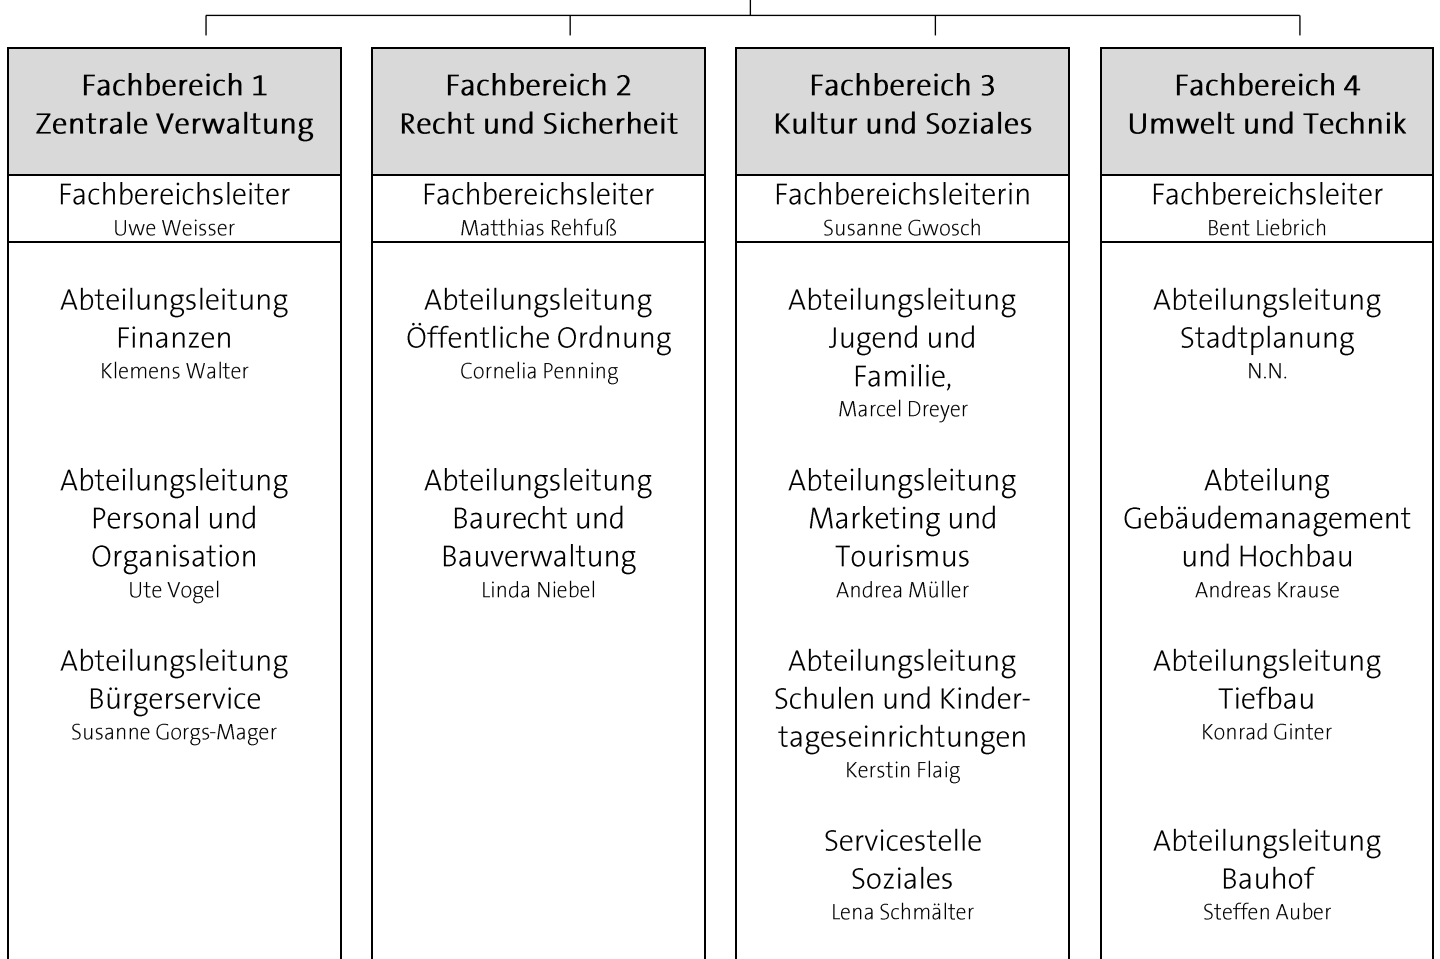 Fachbereich 1
Zentrale Verwaltung
Fachbereichsleiter
Uwe Weisser
Abteilungsleitung
Finanzen
Klemens Walter
Abteilungsleitung
Personal und
Organisation
Ute Vogel
Abteilungsleitung
Bürgerservice
Susanne Gorgs-Mager
Fachbereich 2
Recht und Sicherheit
Fachbereichsleiter
Matthias Rehfuß
Abteilungsleitung
Öffentliche Ordnung
Cornelia Penning
Abteilungsleitung
Baurecht und
Bauverwaltung
Linda Niebel
Fachbereich 3
Kultur und Soziales
Fachbereichsleiterin
Susanne Gwosch
Abteilungsleitung
Jugend und
Familie,
Marcel Dreyer
Abteilungsleitung
Marketing und
Tourismus
Andrea Müller
Abteilungsleitung
Schulen und Kinder-
tageseinrichtungen
Kerstin Flaig
Servicestelle
Soziales
Lena Schmälter
Fachbereich 4
Umwelt und Technik
Fachbereichsleiter
Bent Liebrich
Abteilungsleitung
Stadtplanung
N.N.
Abteilung
Gebäudemanagement
und Hochbau
Andreas Krause
Abteilungsleitung
Tiefbau
Konrad Ginter
Abteilungsleitung
Bauhof
Steffen Auber